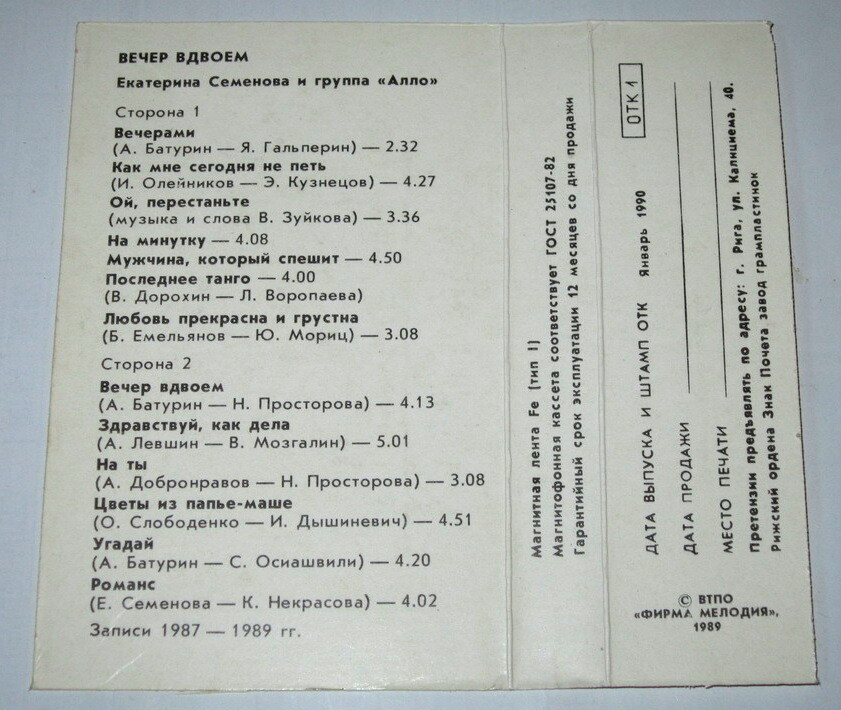 ВЕЧЕР ВДВОЕМ
Екатерина Семенова и группа «Алло»
Сторона 1
Вечерами
(А. Батурин — Я. Гальперин) — 2.32
Как мне сегодня не петь
(И. Олейников — Э. Кузнецов) — 4.27
Ой, перестаньте
(музыка и слова В. Зуйкова) — 3.36
На минутку — 4.08
Мужчина, который спешит — 4.50
Последнее танго — 4.00
(В. Дорохин — Л. Воропаева)
Любовь прекрасна и грустна
(Б. Емельянов — Ю. Мориц) — 3.08
Сторона 2
Вечер вдвоем
(А. Батурин — Н. Просторова) — 4.13
Здравствуй, как дела
(А. Левшин — В. Мозгалин) — 5.01
На ты
(А. Добронравов — Н. Просторова) — 3.08
Цветы из папье-маше
(О. Слободенко — И. Дышиневич) — 4.51
Угадай
(А. Батурин — С. Осиашвили) — 4.20
Романс
(Е. Семенова — К. Некрасова) — 4.02
Записи 1987 — 1989 гг.
Магнитная лента Fe (тип I)
Магнитофонная кассета соответствует ГОСТ 25107-82
Гарантийный срок эксплуатации 12 месяцев со дня продажи
ОТК 1
ДАТА ВЫПУСКА И ШТАМП ОТК Январь 1990
ДАТА ПРОДАЖИ
МЕСТО ПЕЧАТИ
Претензии предъявлять по адресу: г. Рига, ул. Калнциема, 40.
Рижский ордена Знак Почета завод грампластинок
© ВТПО
«ФИРМА МЕЛОДИЯ»,
1989